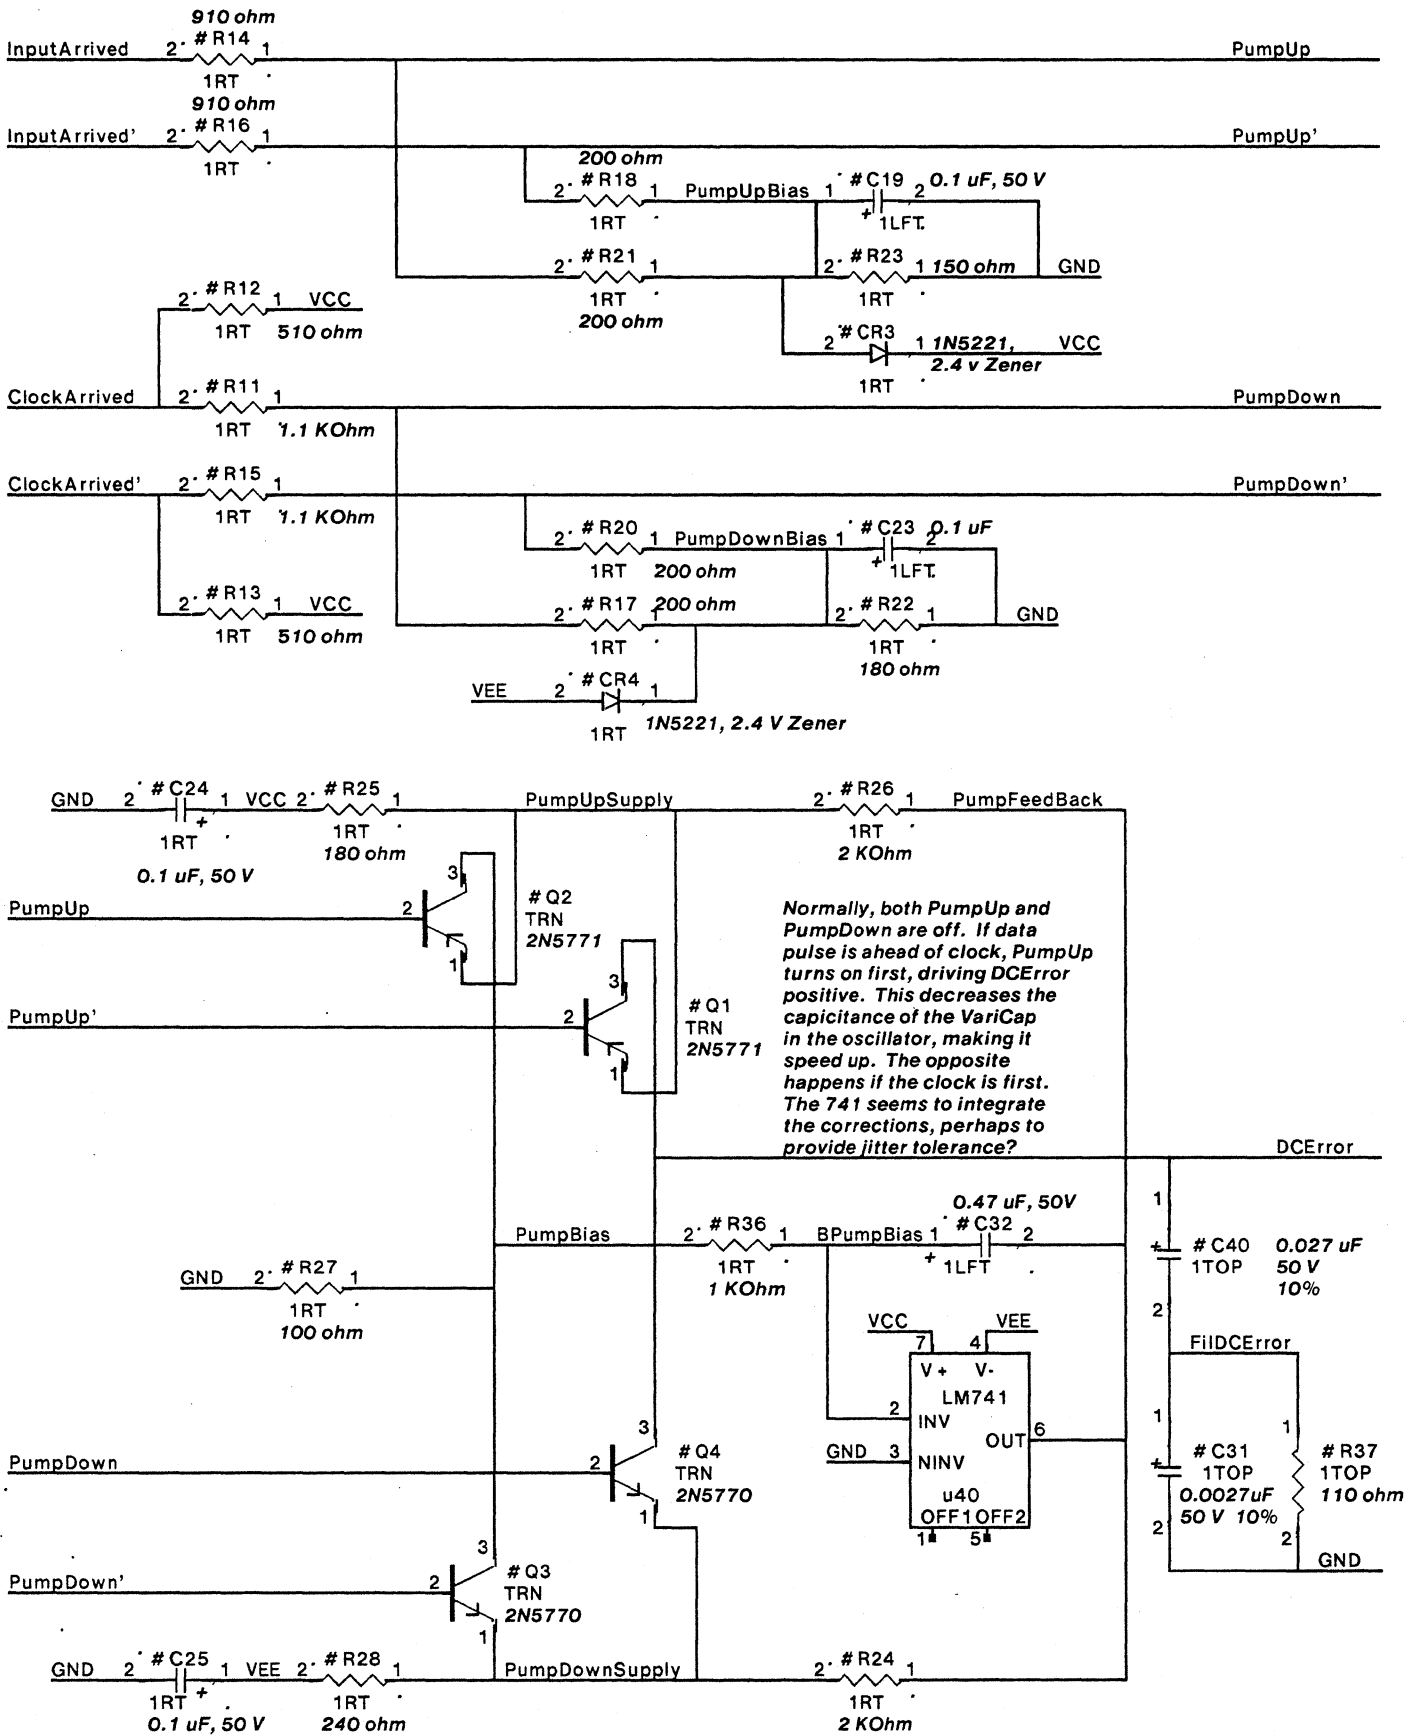 910 ohm
InputArrived 2 #R14 1 PumpUp
1RT
910 ohm
InputArrived' 2 #R16 1 PumpUp'
1RT
200 ohm
2 #R18 1 PumpUpBias 1 #C19 2 0.1 uF, 50 V
1RT + 1LFT
2 #R21 1 2 #R23 1 150 ohm GND
1RT 1RT
200 ohm
2 #R12 1 VCC
1RT 510 ohm
2 #CR3 1 1N5221, VCC
2.4 v Zener
1RT
ClockArrived 2 #R11 1 PumpDown
1RT 1.1 KOhm
ClockArrived' 2 #R15 1 PumpDown'
1RT 1.1 KOhm
2 #R20 1 PumpDownBias 1 #C23 2 0.1 uF
1RT 200 ohm + 1LFT
2 #R13 1 VCC
1RT 510 ohm
2 #R17 1 200 ohm 2 #R22 1 GND
1RT 1RT
180 ohm
VEE 2 #CR4 1
1RT 1N5221, 2.4 V Zener
GND 2 #C24 1 VCC 2 #R25 1 PumpUpSupply 2 #R26 1 PumpFeedBack
1RT + 1RT 1RT
0.1 uF, 50 V 180 ohm 2 KOhm
PumpUp 2 3 1 #Q2
TRN
2N5771
PumpUp' 2 3 1 #Q1
TRN
2N5771
Normally, both PumpUp and
PumpDown are off. If data
pulse is ahead of clock, PumpUp
turns on first, driving DCError
positive. This decreases the
capicitance of the VariCap
in the oscillator, making it
speed up. The opposite
happens if the clock is first.
The 741 seems to integrate
the corrections, perhaps to
provide jitter tolerance?
DCError
0.47 uF, 50V
PumpBias 2 #R36 1 BPumpBias 1 #C32 2
1RT + 1LFT
1 KOhm
1 + 2 #C40 0.027 uF
1TOP 50 V
10%
GND 2 #R27 1
1RT
100 ohm
VCC VEE
7 4
V+ V-
LM741
2 INV
OUT 6
GND 3 NINV
u40
OFF1 OFF2
1 5
FilDCError
1 + 2 #C31
1TOP
0.0027uF
50 V 10%
1 2 #R37
1TOP
110 ohm
GND
PumpDown 2 3 1 #Q4
TRN
2N5770
PumpDown' 2 3 1 #Q3
TRN
2N5770
GND 2 #C25 1 VEE 2 #R28 1 PumpDownSupply 2 #R24 1
1RT + 1RT 1RT
0.1 uF, 50 V 240 ohm 2 KOhm